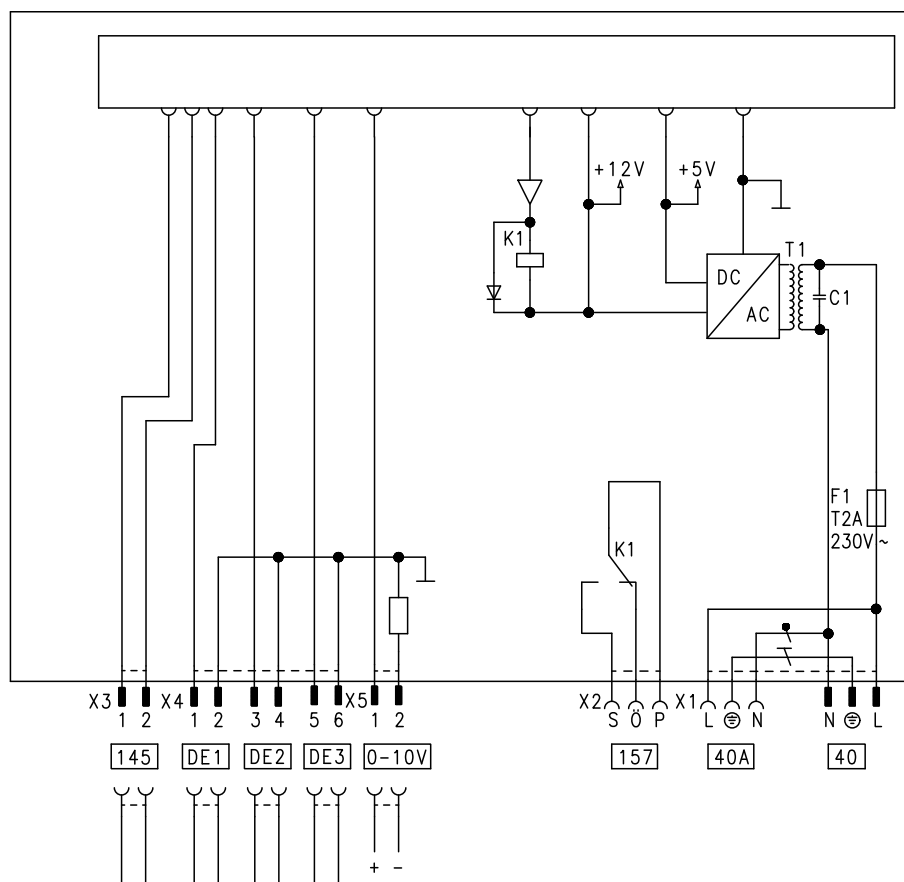 +12V +5V
K1
T1
DC
AC
C1
F1
T2A
230V~
K1
X3 X4 X5 X2 X1
1 2 1 2 3 4 5 6 1 2 S Ö P L N N L
145 DE1 DE2 DE3 0-10V 157 40A 40
+ -